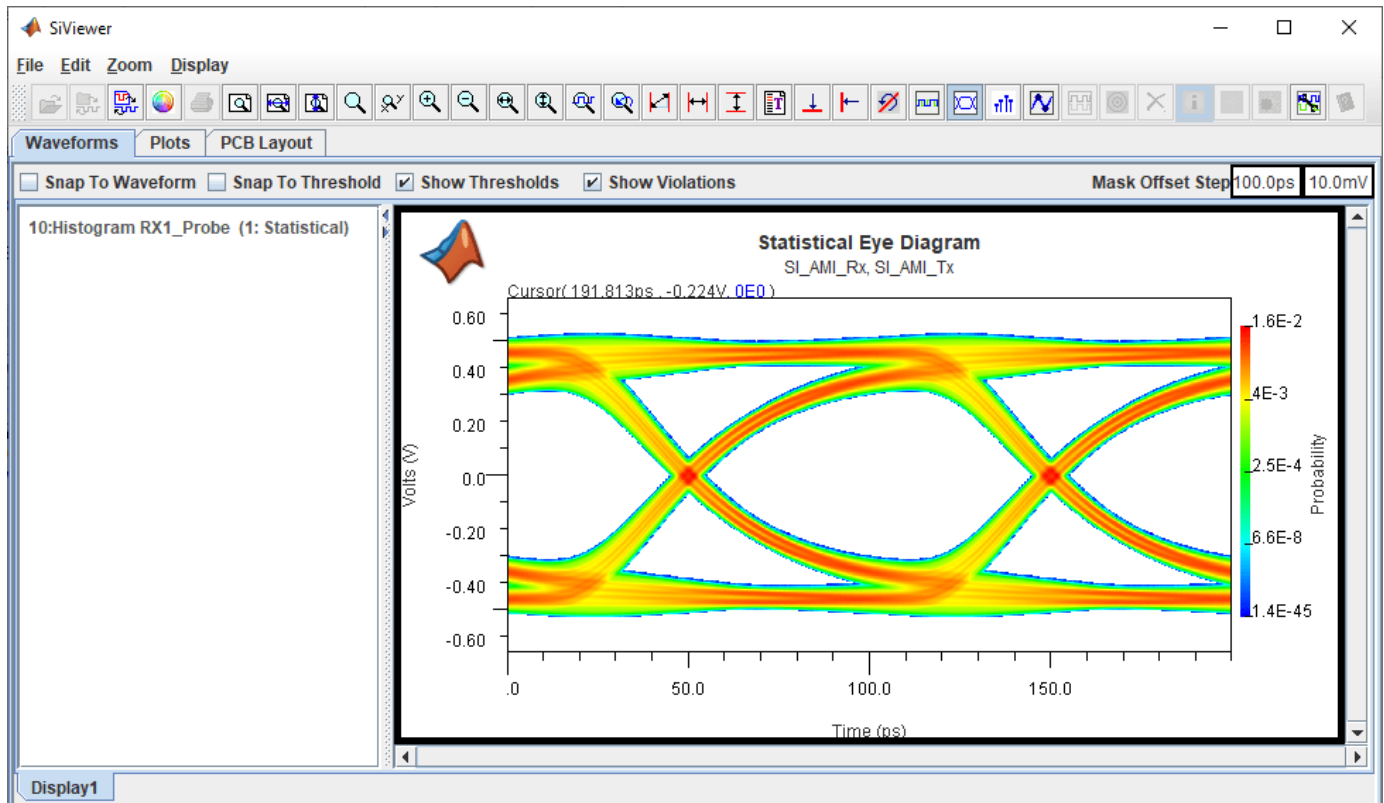 SiViewer
File Edit Zoom Display
Waveforms Plots PCB Layout
Snap To Waveform Snap To Threshold Show Thresholds Show Violations Mask Offset Step 100.0ps 10.0mV
10:Histogram RX1_Probe (1: Statistical)
Statistical Eye Diagram
SI_AMI_Rx, SI_AMI_Tx
Cursor( 191.813ps , -0.224V, 0E0 )
0.60
0.40
0.20
0.0
-0.20
-0.40
-0.60
Volts (V)
.0 50.0 100.0 150.0
Time (ps)
1.6E-2
.4E-3
2.5E-4
6.6E-8
1.4E-45
Probability
Display1